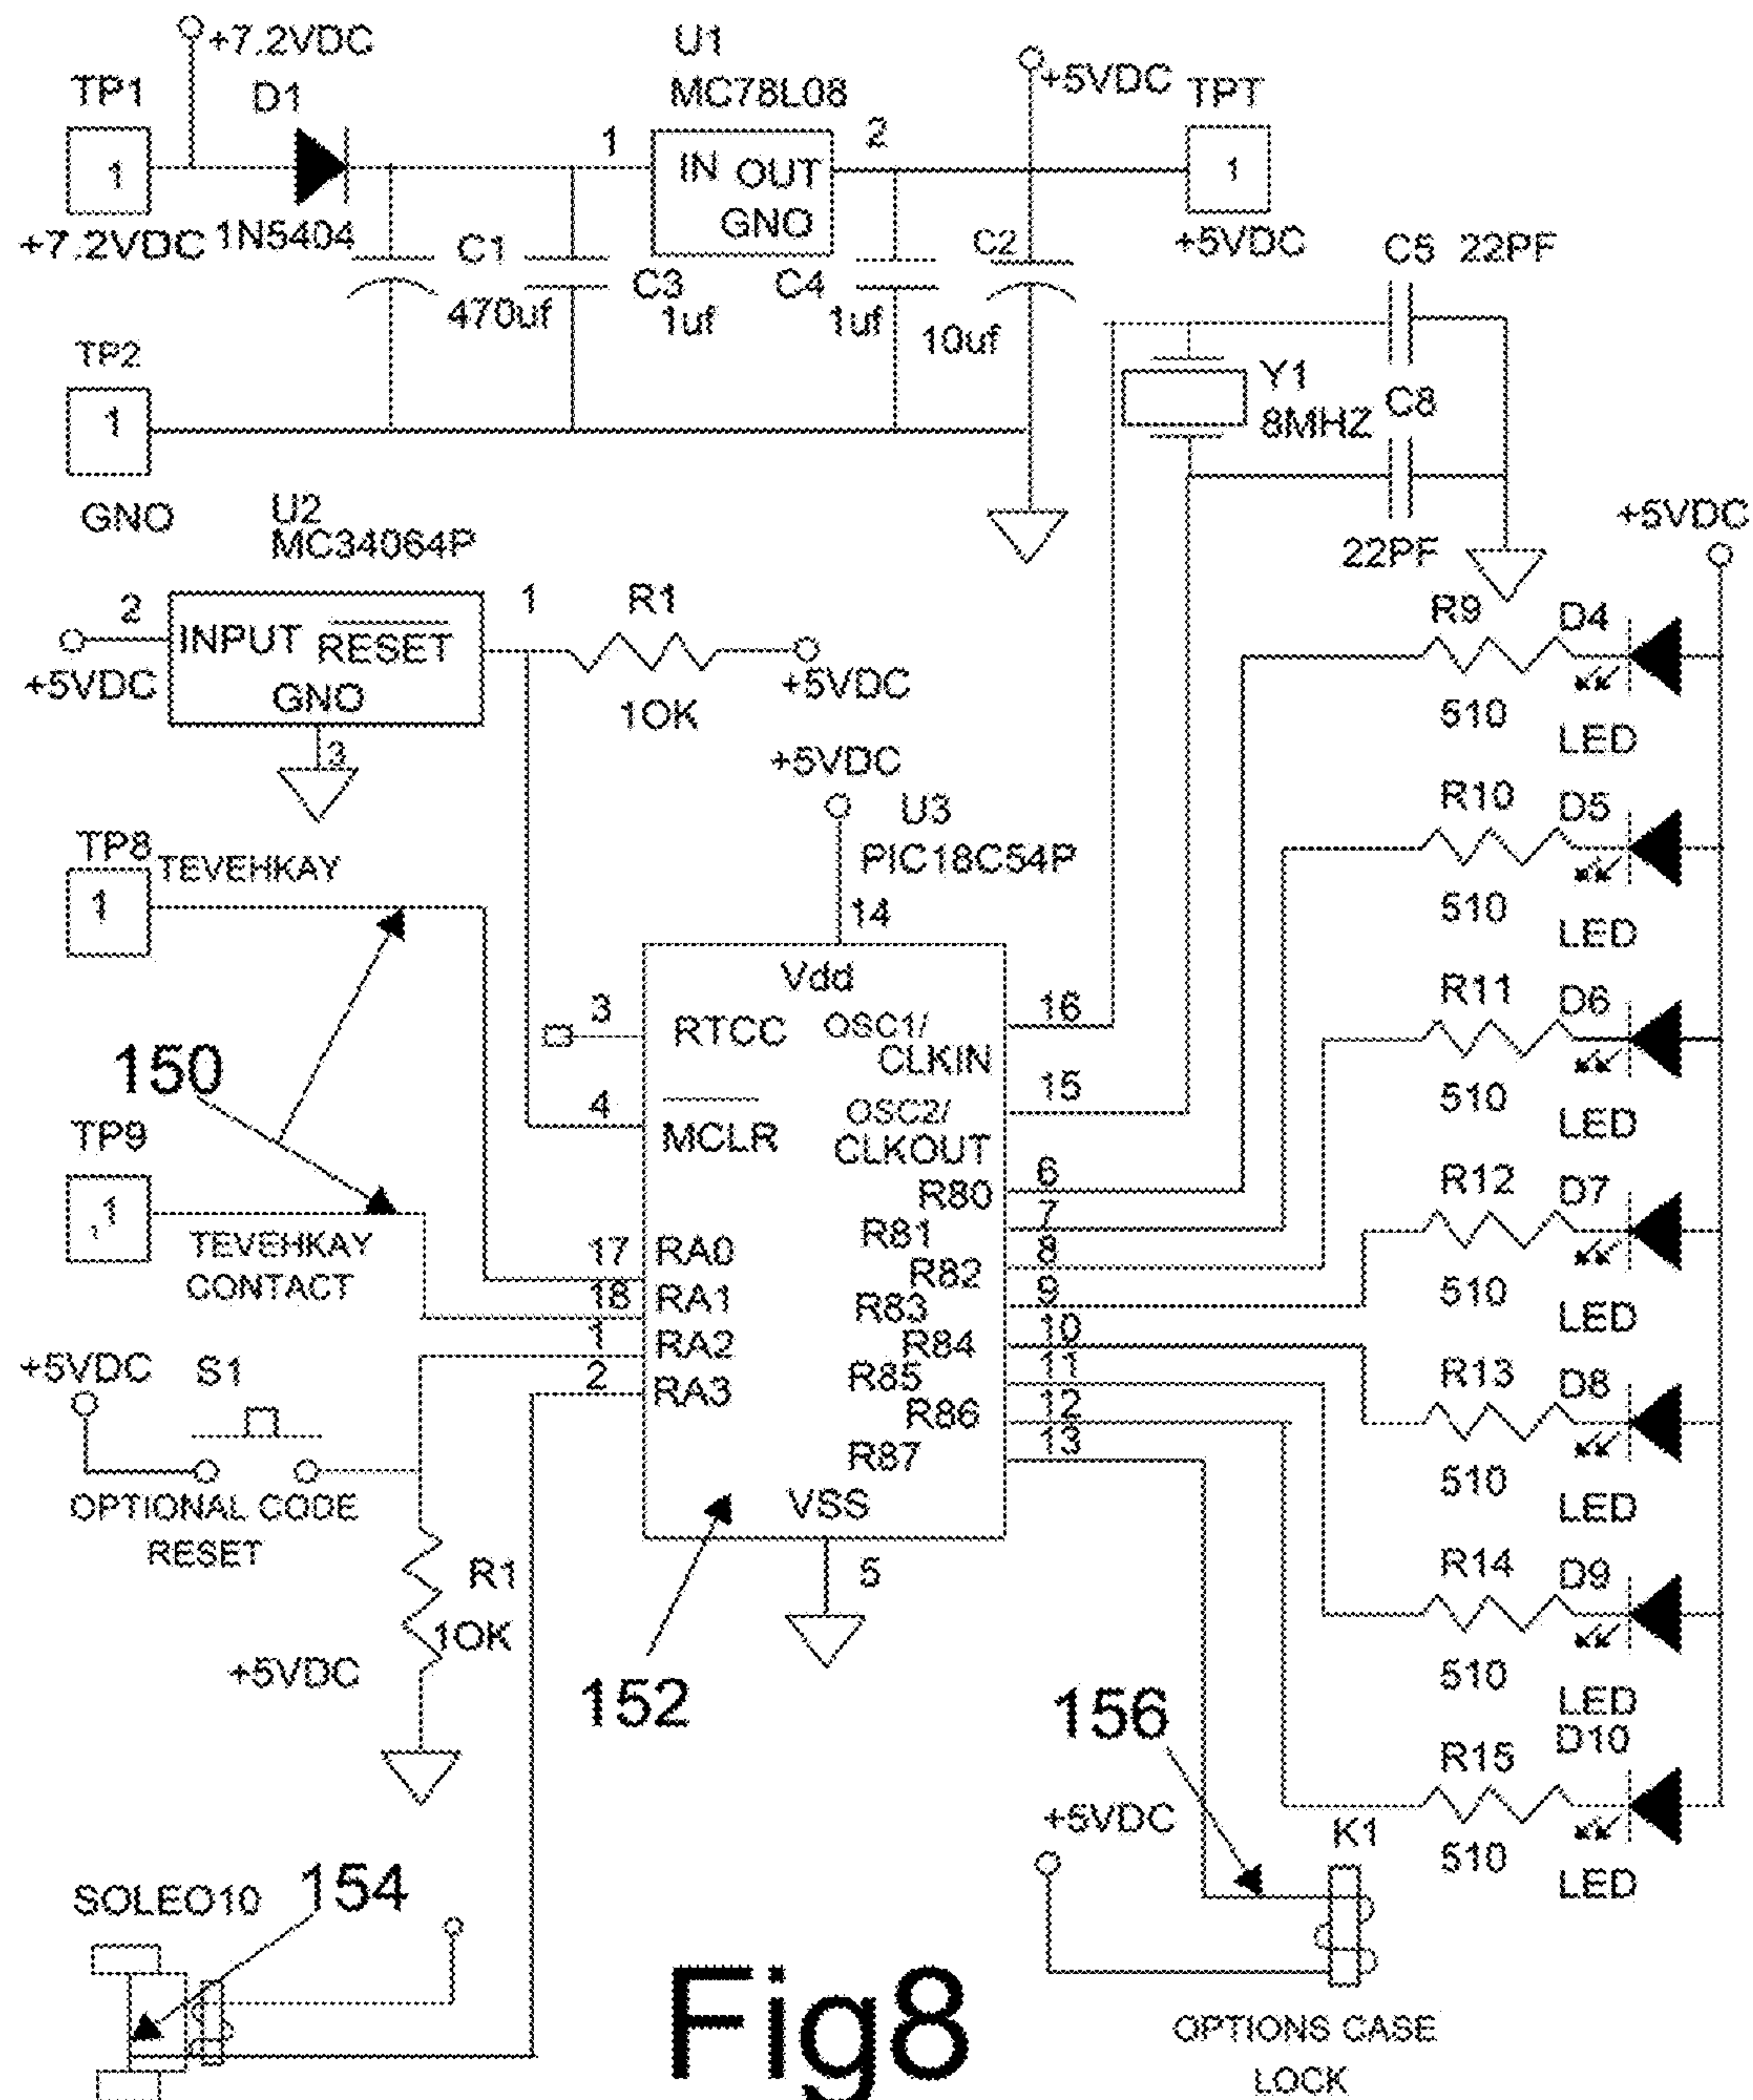 +7.2VDC
TP1
D1
U1
MC78L08
+5VDC
TPT
1
1
IN OUT
GNO
2
1
+7.2VDC
1N5404
C1
470uf
C3
1uf
C4
1uf
C2
10uf
+5VDC
C5 22PF
TP2
1
GNO
Y1
8MHZ
C8
22PF
U2
MC34064P
2
INPUT RESET
GNO
1
3
+5VDC
R1
10K
+5VDC
+5VDC
R9
D4
510
LED
TP8
TEVEHKAY
1
+5VDC
U3
PIC18C54P
14
R10
D5
510
LED
150
TP9
1
TEVEHKAY
CONTACT
3
4
17
18
1
2
Vdd
RTCC
OSC1/
CLKIN
MCLR
OSC2/
CLKOUT
R80
R81
RA0
R82
RA1
R83
RA2
R84
RA3
R85
R86
R87
VSS
16
15
6
7
8
9
10
11
12
13
5
R11
D6
510
LED
R12
D7
510
LED
+5VDC
S1
OPTIONAL CODE
RESET
R13
D8
510
LED
R1
10K
+5VDC
152
R14
D9
510
LED
156
+5VDC
K1
R15
D10
510
LED
SOLEO10
154
OPTIONS CASE
LOCK
Fig8